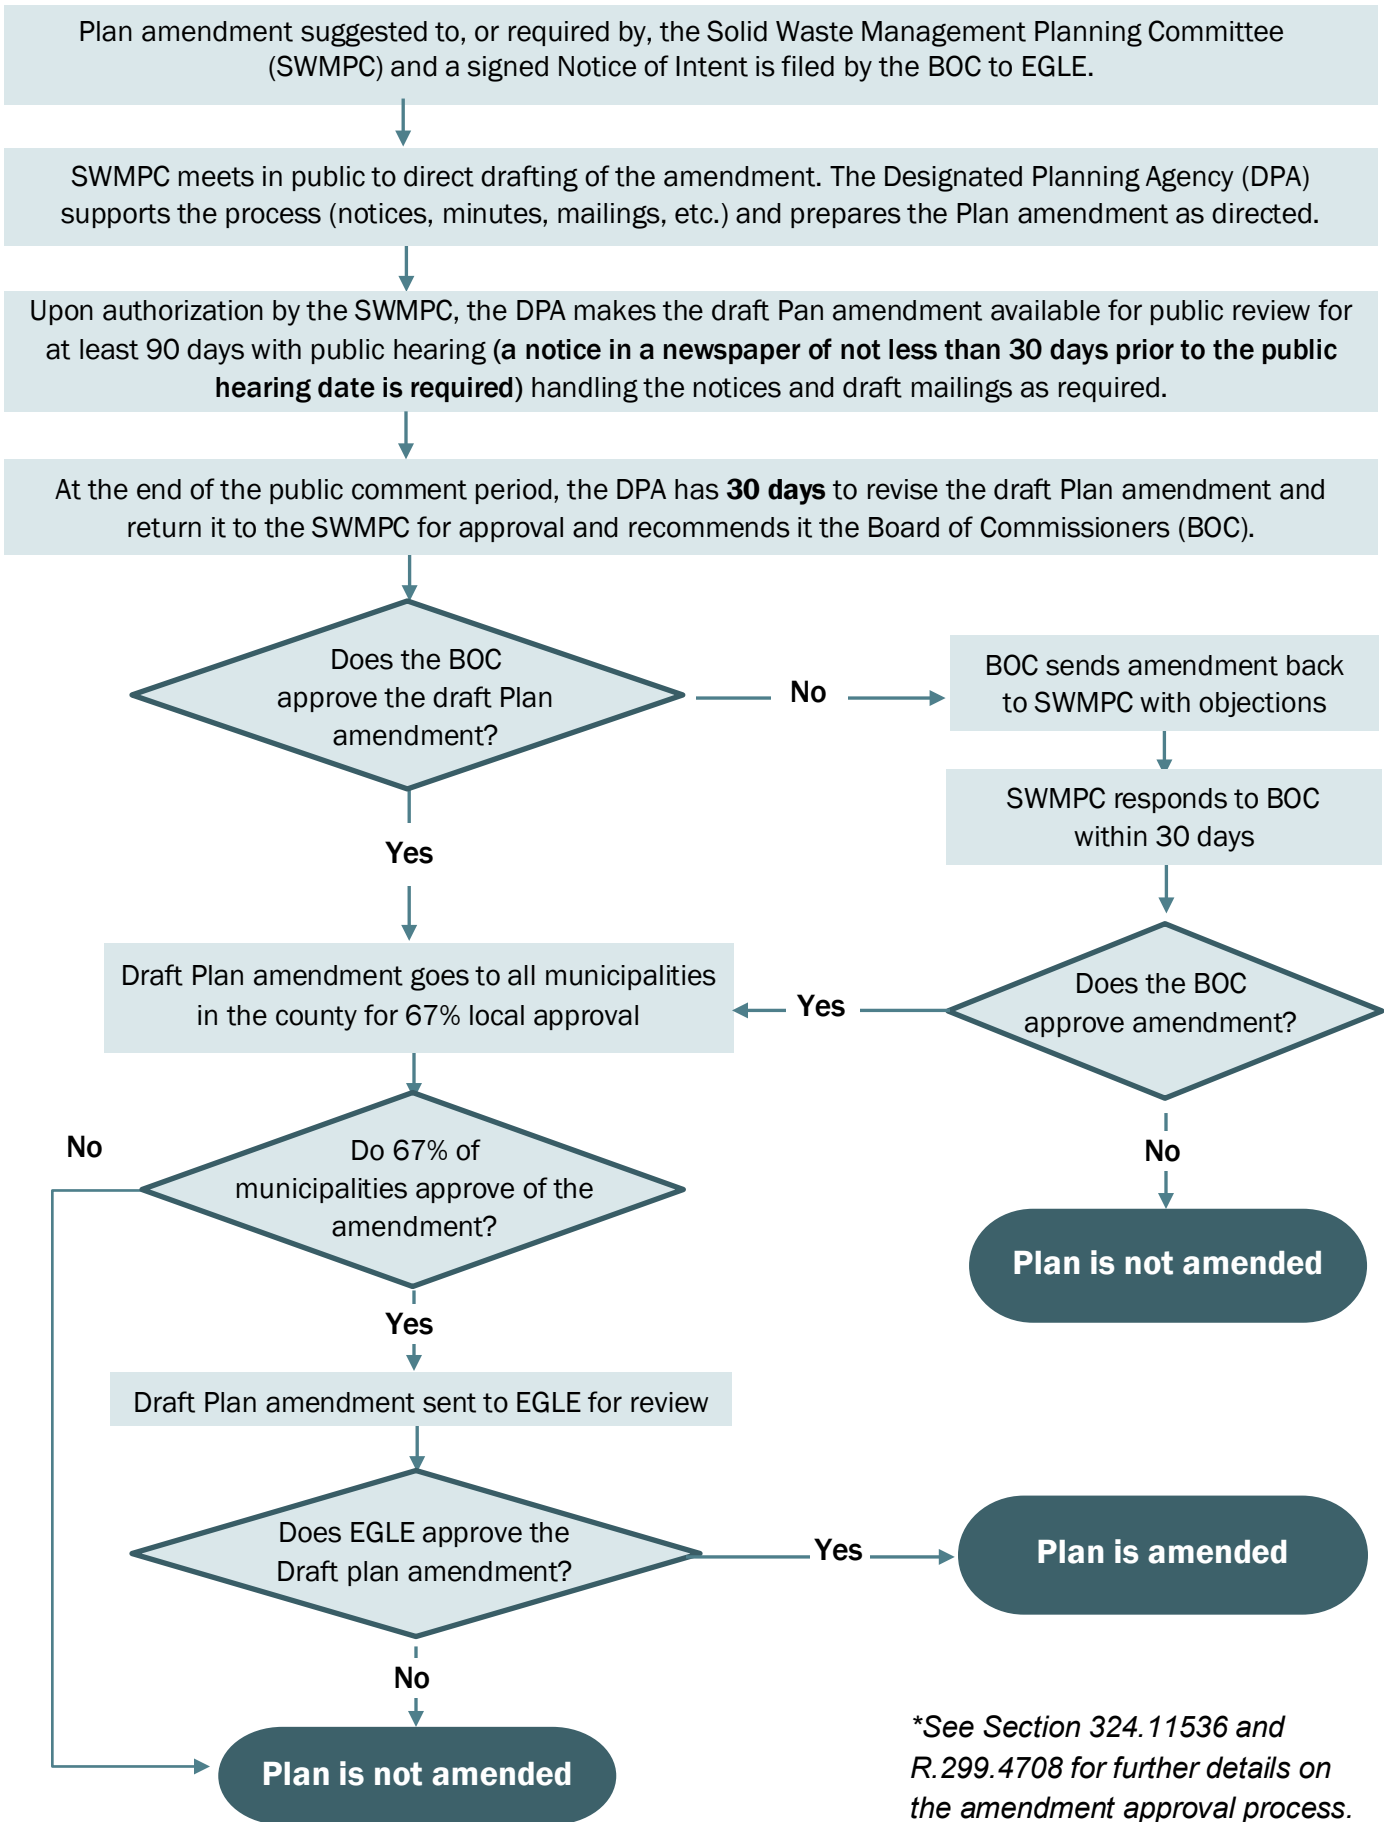 Plan amendment suggested to, or required by, the Solid Waste Management Planning Committee
(SWMPC) and a signed Notice of Intent is filed by the BOC to EGLE.
SWMPC meets in public to direct drafting of the amendment. The Designated Planning Agency (DPA)
supports the process (notices, minutes, mailings, etc.) and prepares the Plan amendment as directed.
Upon authorization by the SWMPC, the DPA makes the draft Pan amendment available for public review for
at least 90 days with public hearing (a notice in a newspaper of not less than 30 days prior to the public
hearing date is required) handling the notices and draft mailings as required.
At the end of the public comment period, the DPA has 30 days to revise the draft Plan amendment and
return it to the SWMPC for approval and recommends it the Board of Commissioners (BOC).
Does the BOC
approve the draft Plan
amendment?
No
BOC sends amendment back
to SWMPC with objections
SWMPC responds to BOC
within 30 days
Yes
Draft Plan amendment goes to all municipalities
in the county for 67% local approval
Yes
Does the BOC
approve amendment?
No
Plan is not amended
No
Do 67% of
municipalities approve of the
amendment?
Yes
Draft Plan amendment sent to EGLE for review
Does EGLE approve the
Draft plan amendment?
Yes
Plan is amended
No
Plan is not amended
*See Section 324.11536 and
R.299.4708 for further details on
the amendment approval process.